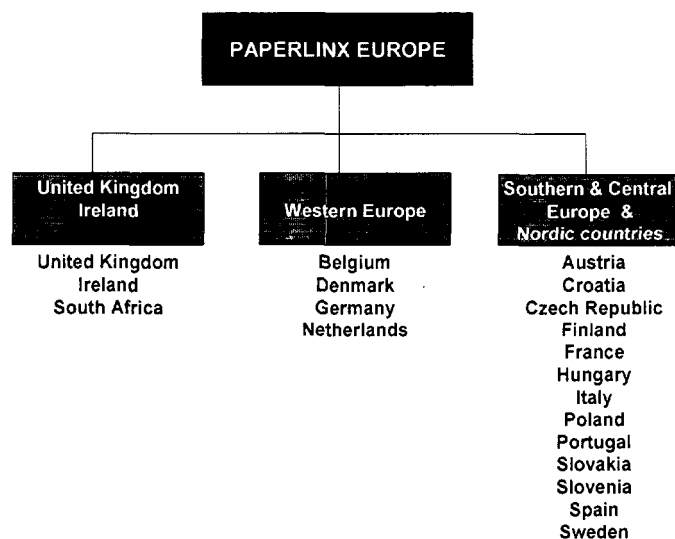 PAPERLINX EUROPE
United Kingdom
Ireland
United Kingdom
Ireland
South Africa
Western Europe
Belgium
Denmark
Germany
Netherlands
Southern & Central
Europe &
Nordic countries
Austria
Croatia
Czech Republic
Finland
France
Hungary
Italy
Poland
Portugal
Slovakia
Slovenia
Spain
Sweden